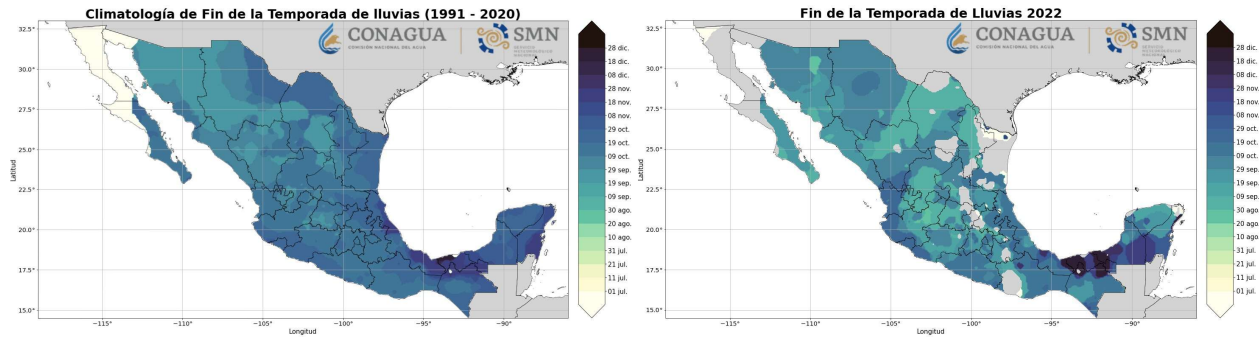 Climatología de Fin de la Temporada de lluvias (1991 - 2020)
CONAGUA
COMISIÓN NACIONAL DEL AGUA
SMN
SERVICIO
METEOROLÓGICO
NACIONAL
32.5°
30.0°
27.5°
25.0°
22.5°
20.0°
17.5°
15.0°
Latitud
−115°
−110°
−105°
−100°
−95°
−90°
Longitud
28 dic.
18 dic.
08 dic.
28 nov.
18 nov.
08 nov.
29 oct.
19 oct.
29 sep.
19 sep.
09 sep.
30 ago.
20 ago.
10 ago.
31 jul.
21 jul.
11 jul.
01 jul.
Fin de la Temporada de Lluvias 2022
CONAGUA
COMISIÓN NACIONAL DEL AGUA
SMN
SERVICIO
METEOROLÓGICO
NACIONAL
32.5°
30.0°
27.5°
25.0°
22.5°
20.0°
17.5°
15.0°
Latitud
−115°
−110°
−105°
−100°
−95°
−90°
Longitud
28 dic.
18 dic.
08 dic.
28 nov.
18 nov.
08 nov.
29 oct.
19 oct.
29 sep.
19 sep.
09 sep.
30 ago.
20 ago.
10 ago.
31 jul.
21 jul.
11 jul.
01 jul.